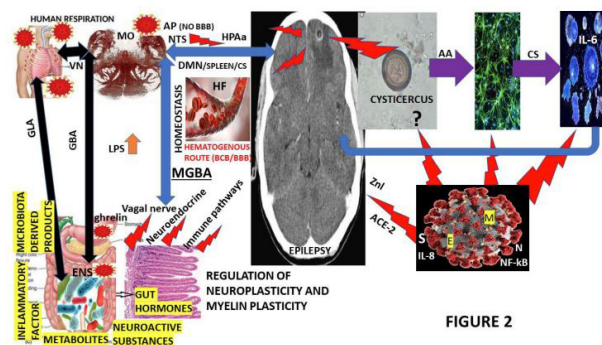 HUMAN RESPIRATION
MO
AP (NO BBB)
NTS
HPAa
VN
DMN/SPLEEN/CS
HOMEOSTASIS
HF
HEMATOGENOUS
ROUTE (BCB/BBB)
MGBA
GLA
GBA
LPS
MICROBIOTA
DERIVED
PRODUCTS
INFLAMMATORY
FACTOR
ghrelin
ENS
METABOLITES
Vagal nerve
Neuroendocrine
Immune pathways
GUT
HORMONES
NEUROACTIVE
SUBSTANCES
REGULATION OF
NEUROPLASTICITY AND
MYELIN PLASTICITY
EPILEPSY
CYSTICERCUS
?
AA
CS
IL-6
ZnI
ACE-2
S
E
M
N
IL-8
NF-kB
FIGURE 2